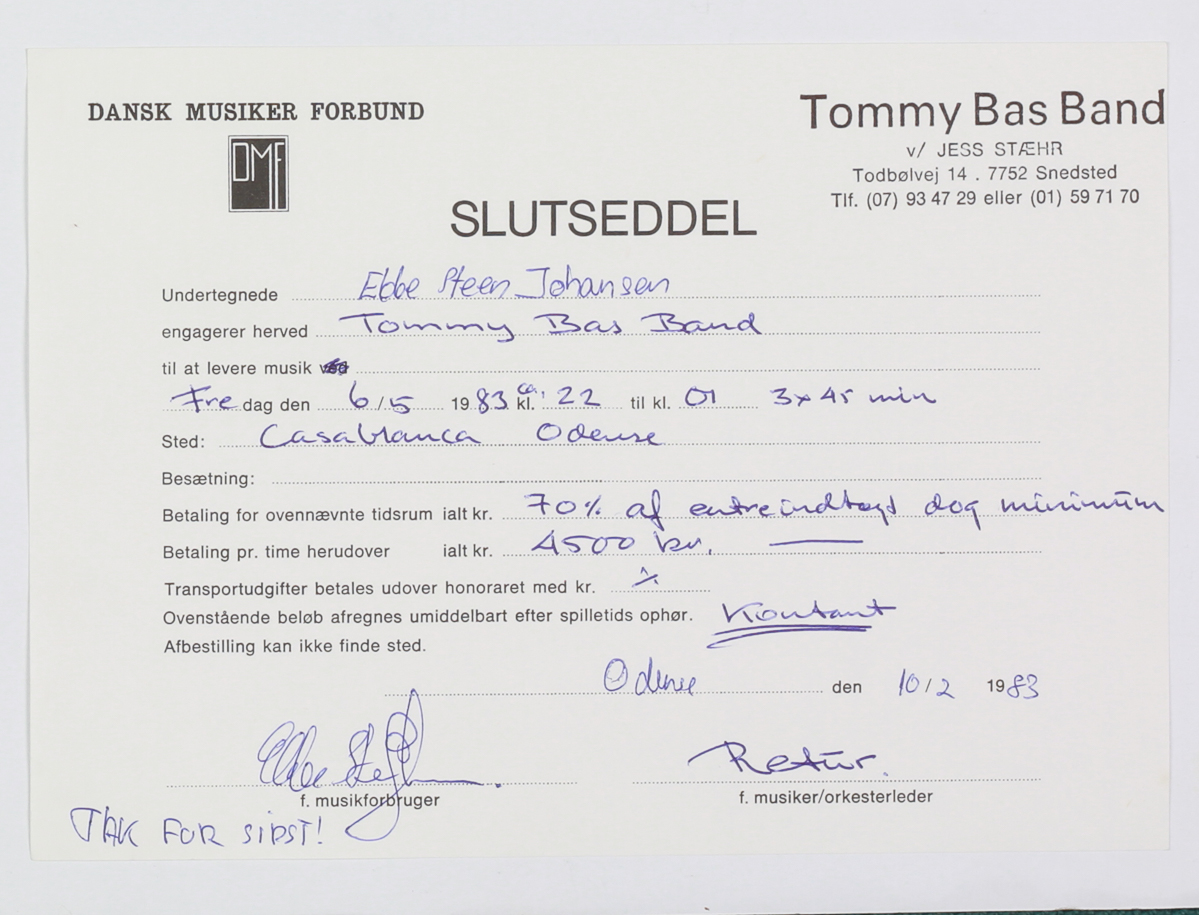 DANSK MUSIKER FORBUND
DMF
Tommy Bas Band
v/ JESS STÆHR
Todbølvej 14 . 7752 Snedsted
Tlf. (07) 93 47 29 eller (01) 59 71 70
SLUTSEDDEL
Undertegnede Ebbe Steen Johansen
engagerer herved Tommy Bas Band
til at levere musik
Fre dag den 6/5 1983 kl. ca. 22 til kl. 01 3 x 45 min
Sted: Casablanca Odense
Besætning:
Betaling for ovennævnte tidsrum ialt kr. 70% af entreindtægt dog minimum
Betaling pr. time herudover ialt kr. 4500 kr.
Transportudgifter betales udover honoraret med kr.
Ovenstående beløb afregnes umiddelbart efter spilletids ophør. Kontant
Afbestilling kan ikke finde sted.
Odense den 10/2 1983
Retur.
f. musikforbruger f. musiker/orkesterleder
TAK FOR SIDST!